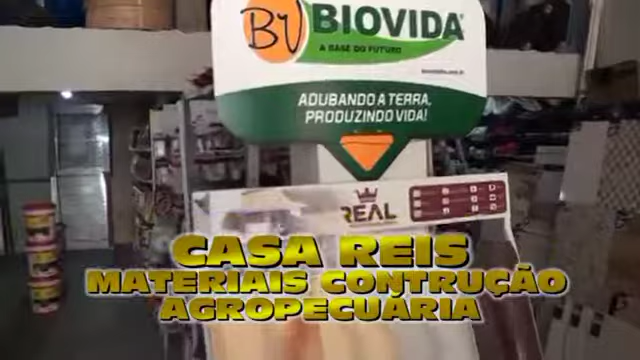 BV BIOVIDA
A BASE DO FUTURO
ADUBANDO A TERRA,
PRODUZINDO VIDA!
REAL
CASA REIS
MATERIAIS CONTRUÇÃO
AGROPECUÁRIA